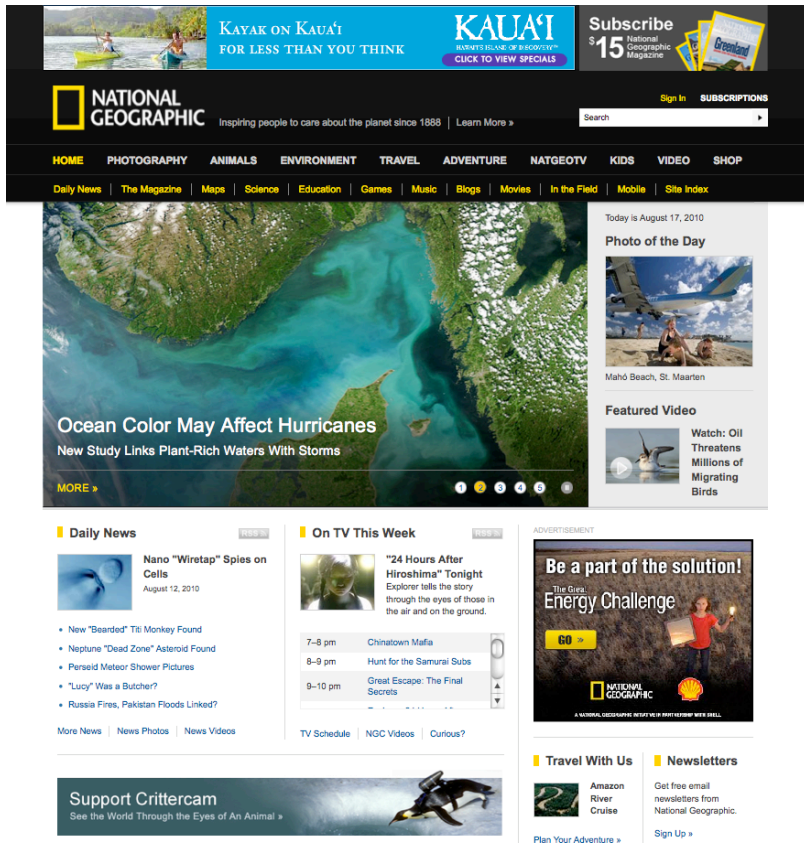 KAYAK ON KAUA'I
FOR LESS THAN YOU THINK
KAUA'I
HAWAII'S ISLAND OF DISCOVERY™
CLICK TO VIEW SPECIALS
Subscribe
$15 National
Geographic
Magazine
Greenland
NATIONAL
GEOGRAPHIC
Inspiring people to care about the planet since 1888 | Learn More »
Sign In SUBSCRIPTIONS
Search
HOME PHOTOGRAPHY ANIMALS ENVIRONMENT TRAVEL ADVENTURE NATGEOTV KIDS VIDEO SHOP
Daily News | The Magazine | Maps | Science | Education | Games | Music | Blogs | Movies | In the Field | Mobile | Site Index
Ocean Color May Affect Hurricanes
New Study Links Plant-Rich Waters With Storms
MORE »
1 2 3 4 5
Today is August 17, 2010
Photo of the Day
Mahó Beach, St. Maarten
Featured Video
Watch: Oil
Threatens
Millions of
Migrating
Birds
Daily News
RSS
Nano "Wiretap" Spies on
Cells
August 12, 2010
• New "Bearded" Titi Monkey Found
• Neptune "Dead Zone" Asteroid Found
• Perseid Meteor Shower Pictures
• "Lucy" Was a Butcher?
• Russia Fires, Pakistan Floods Linked?
More News | News Photos | News Videos
On TV This Week
RSS
"24 Hours After
Hiroshima" Tonight
Explorer tells the story
through the eyes of those in
the air and on the ground.
7–8 pm Chinatown Mafia
8–9 pm Hunt for the Samurai Subs
9–10 pm Great Escape: The Final
Secrets
TV Schedule | NGC Videos | Curious?
ADVERTISEMENT
Be a part of the solution!
The Great
Energy Challenge
GO »
NATIONAL
GEOGRAPHIC
A NATIONAL GEOGRAPHIC INITIATIVE IN PARTNERSHIP WITH SHELL
Support Crittercam
See the World Through the Eyes of An Animal »
Travel With Us
Amazon
River
Cruise
Plan Your Adventure »
Newsletters
Get free email
newsletters from
National Geographic.
Sign Up »